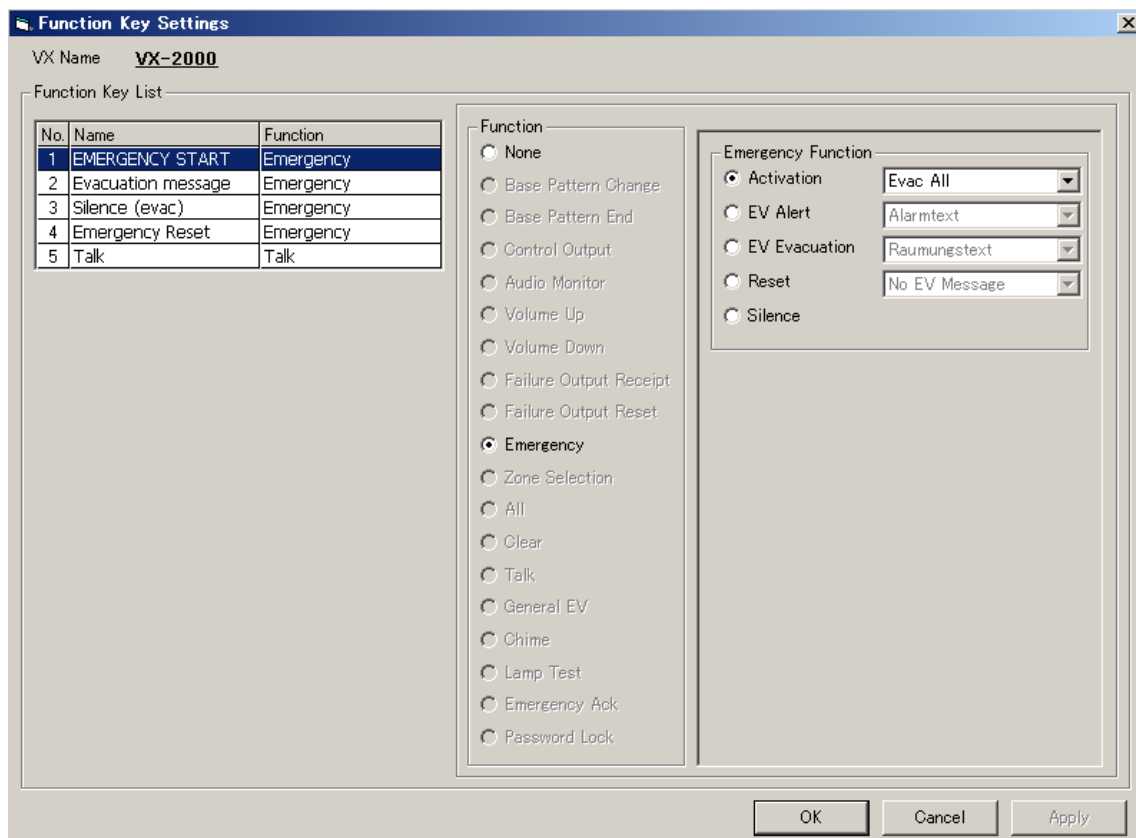 Function Key Settings
VX Name VX-2000
Function Key List
No. Name Function
1 EMERGENCY START Emergency
2 Evacuation message Emergency
3 Silence (evac) Emergency
4 Emergency Reset Emergency
5 Talk Talk
Function
None
Base Pattern Change
Base Pattern End
Control Output
Audio Monitor
Volume Up
Volume Down
Failure Output Receipt
Failure Output Reset
Emergency
Zone Selection
All
Clear
Talk
General EV
Chime
Lamp Test
Emergency Ack
Password Lock
Emergency Function
Activation Evac All
EV Alert Alarmtext
EV Evacuation Raumungstext
Reset No EV Message
Silence
OK Cancel Apply